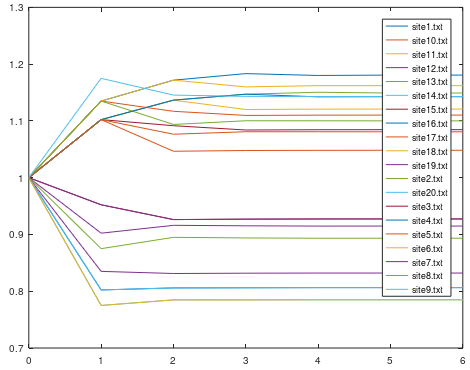 1.3
1.2
1.1
1
0.9
0.8
0.7
0 1 2 3 4 5 6
site1.txt
site10.txt
site11.txt
site12.txt
site13.txt
site14.txt
site15.txt
site16.txt
site17.txt
site18.txt
site19.txt
site2.txt
site20.txt
site3.txt
site4.txt
site5.txt
site6.txt
site7.txt
site8.txt
site9.txt